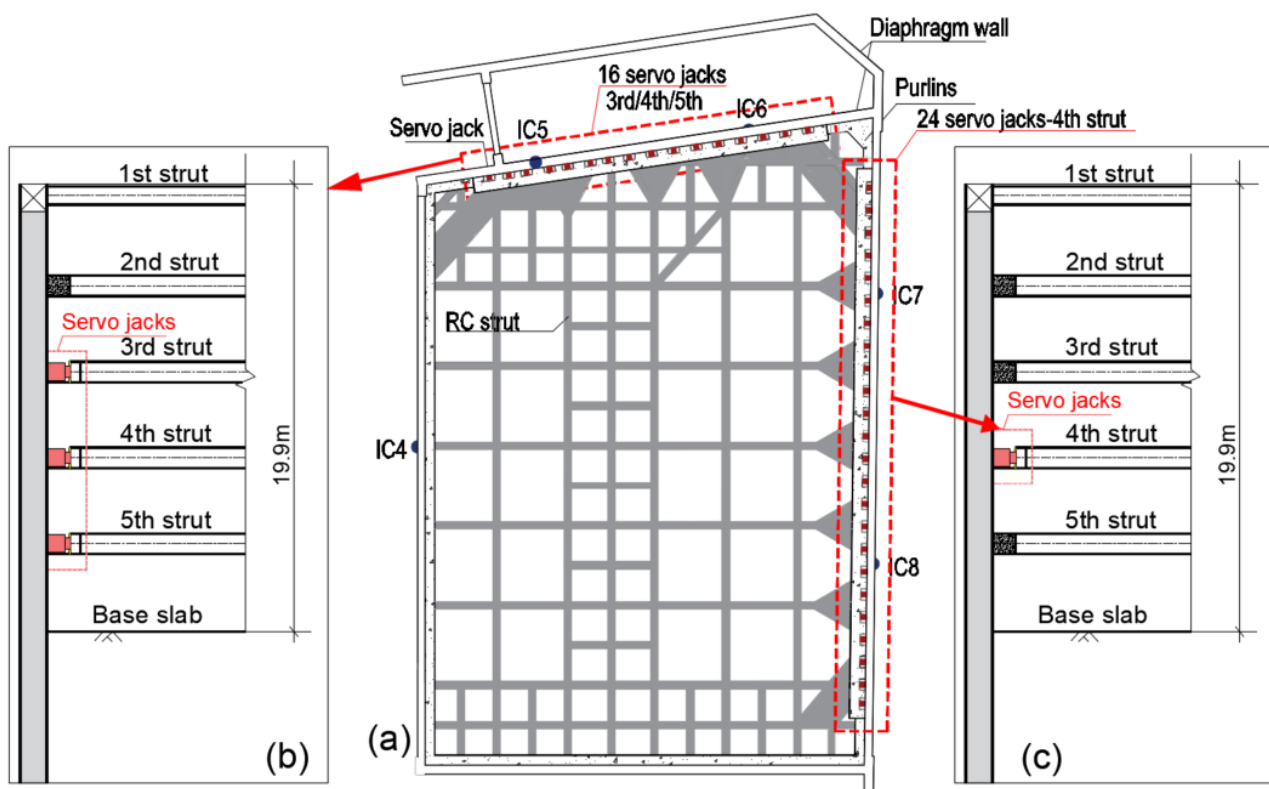 Diaphragm wall
16 servo jacks
3rd/4th/5th
Purlins
IC6
24 servo jacks-4th strut
Servo jack
IC5
1st strut
2nd strut
Servo jacks
3rd strut
4th strut
5th strut
Base slab
19.9m
(b)
RC strut
IC7
IC4
IC8
(a)
1st strut
2nd strut
3rd strut
Servo jacks
4th strut
5th strut
Base slab
19.9m
(c)